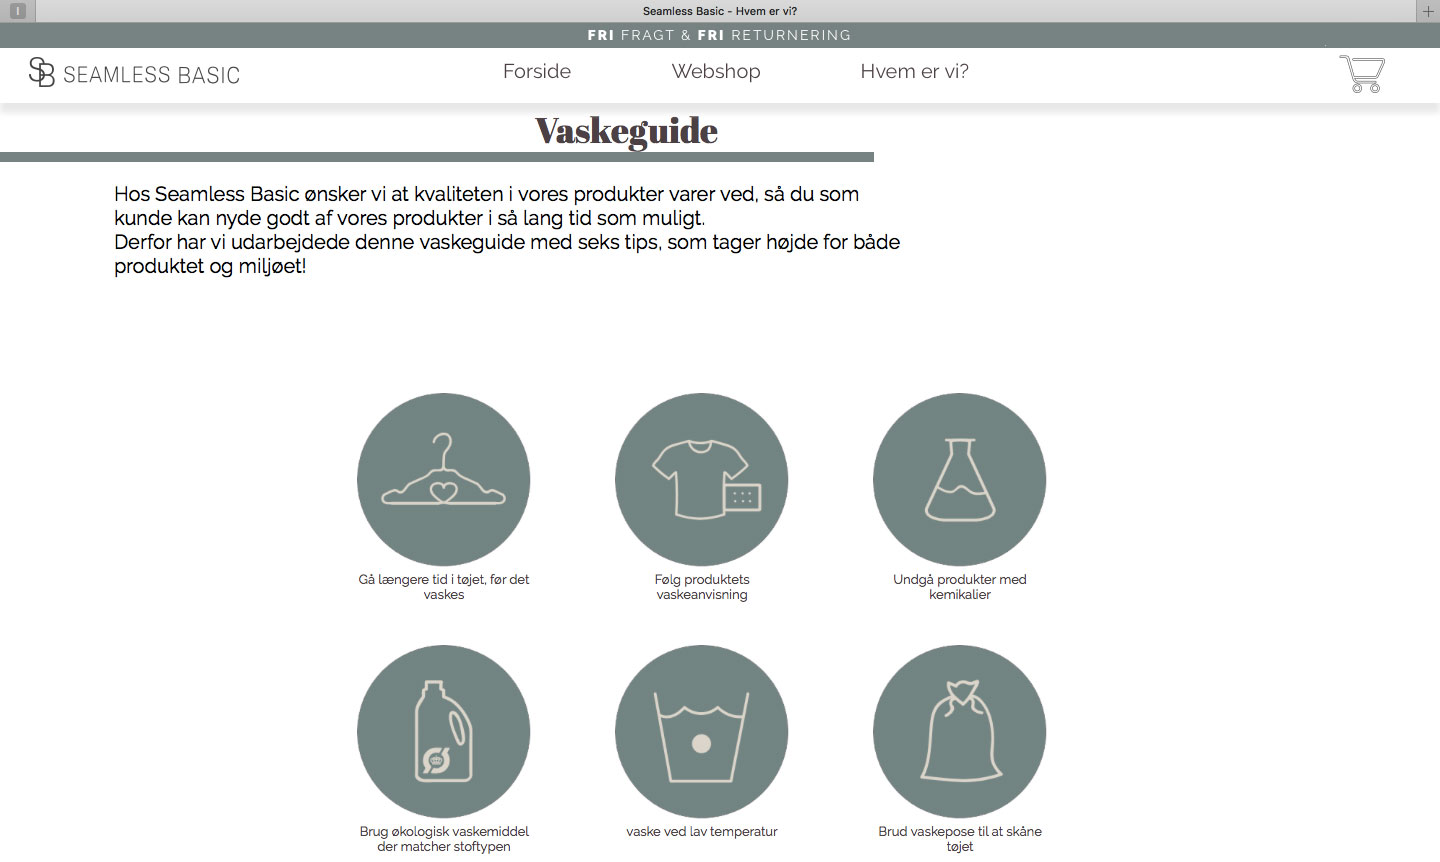 Seamless Basic - Hvem er vi?
FRI FRAGT & FRI RETURNERING
SB SEAMLESS BASIC
Forside Webshop Hvem er vi?
Vaskeguide
Hos Seamless Basic ønsker vi at kvaliteten i vores produkter varer ved, så du som
kunde kan nyde godt af vores produkter i så lang tid som muligt.
Derfor har vi udarbejdede denne vaskeguide med seks tips, som tager højde for både
produktet og miljøet!
Gå længere tid i tøjet, før det
vaskes
Følg produktets
vaskeanvisning
Undgå produkter med
kemikalier
Ø
Brug økologisk vaskemiddel
der matcher stoftypen
vaske ved lav temperatur
Brud vaskepose til at skåne
tøjet